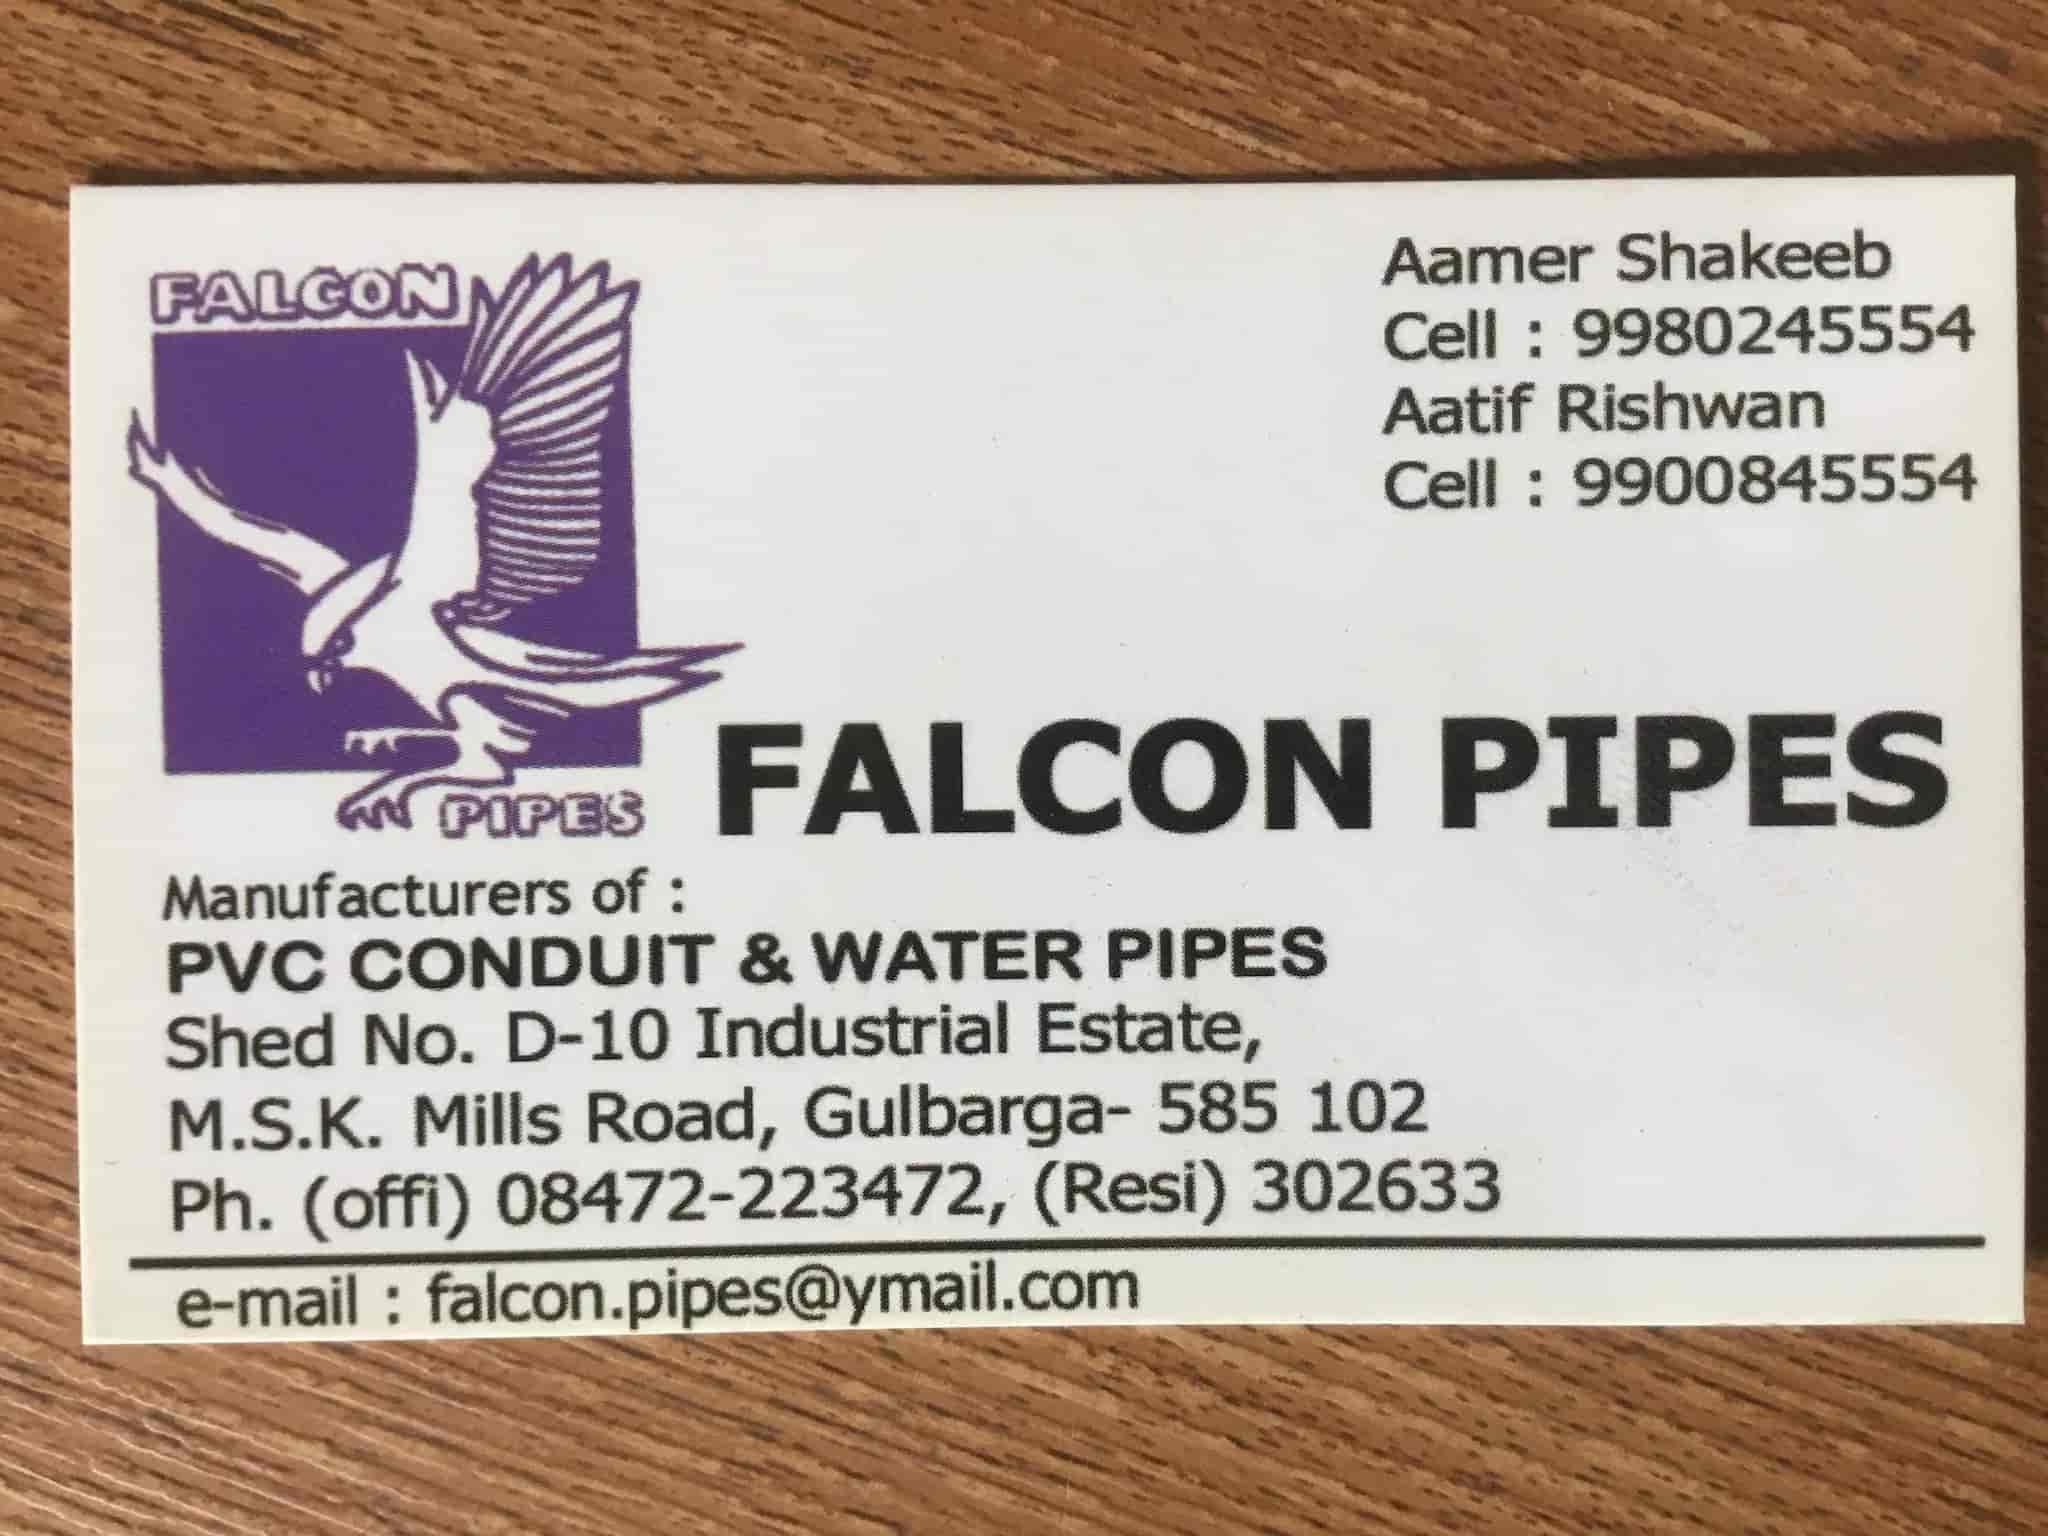 FALCON
PIPES
Aamer Shakeeb
Cell : 9980245554
Aatif Rishwan
Cell : 9900845554
FALCON PIPES
Manufacturers of :
PVC CONDUIT & WATER PIPES
Shed No. D-10 Industrial Estate,
M.S.K. Mills Road, Gulbarga- 585 102
Ph. (offi) 08472-223472, (Resi) 302633
e-mail : falcon.pipes@ymail.com